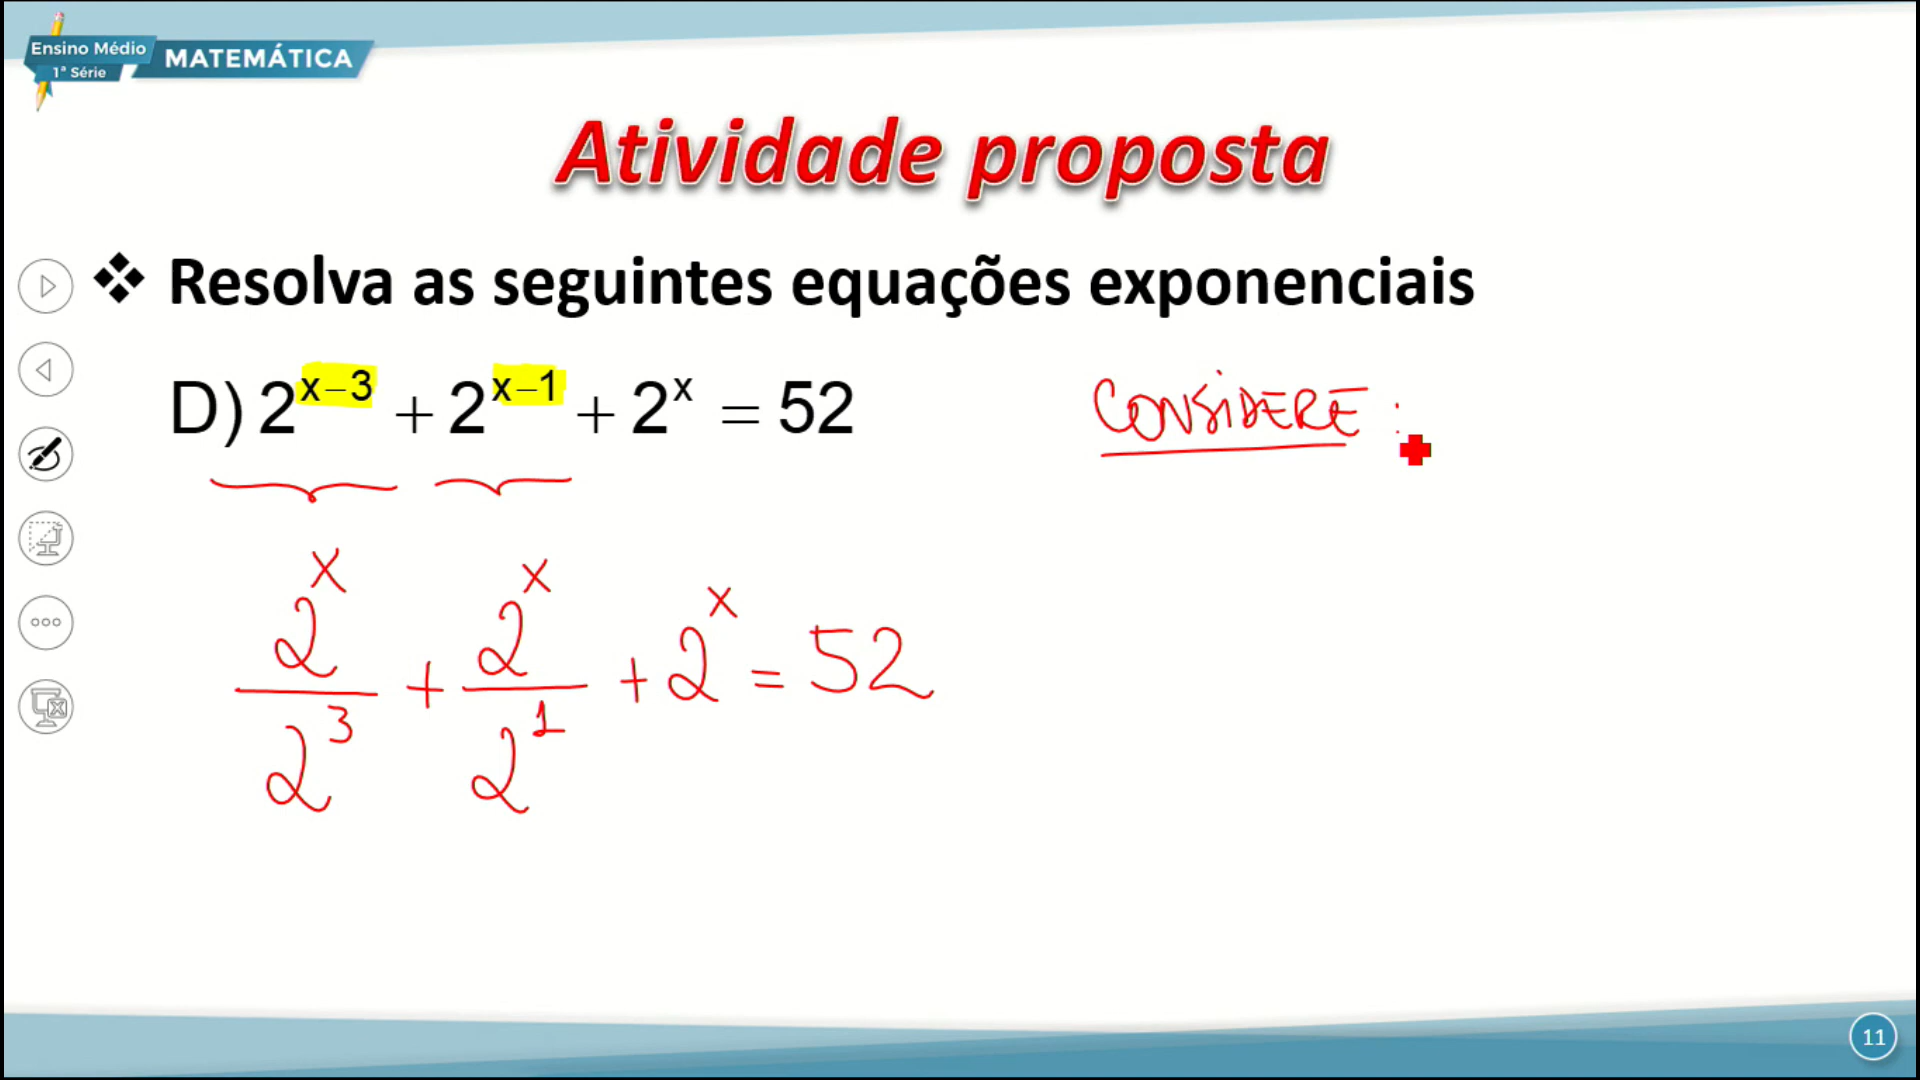 Ensino Médio
1ª Série
MATEMÁTICA
Atividade proposta
❖ Resolva as seguintes equações exponenciais
D) 2^(x–3) + 2^(x–1) + 2^x = 52
CONSIDERE :
2^x/2^3 + 2^x/2^1 + 2^x = 52
11